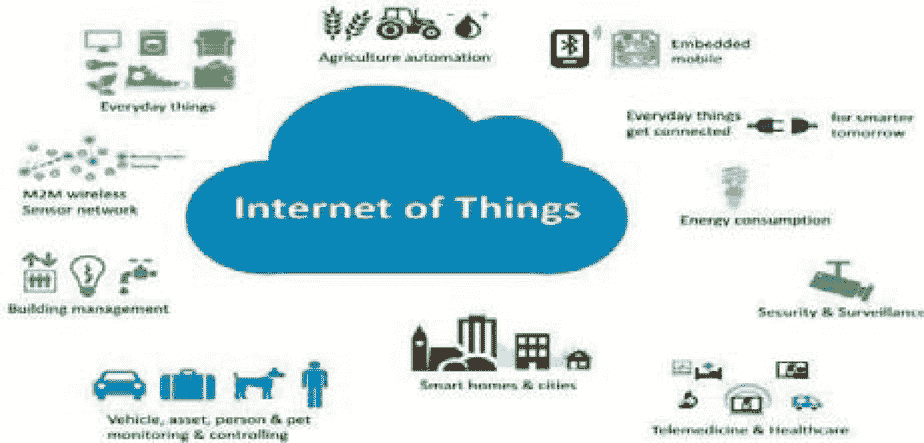 Agriculture automation
Embedded
mobile
Everyday things
Everyday things
get connected
for smarter
tomorrow
M2M wireless
Sensor network
Internet of Things
Energy consumption
Building management
Security & Surveillance
Smart homes & cities
Vehicle, asset, person & pet
monitoring & controlling
Telemedicine & Healthcare